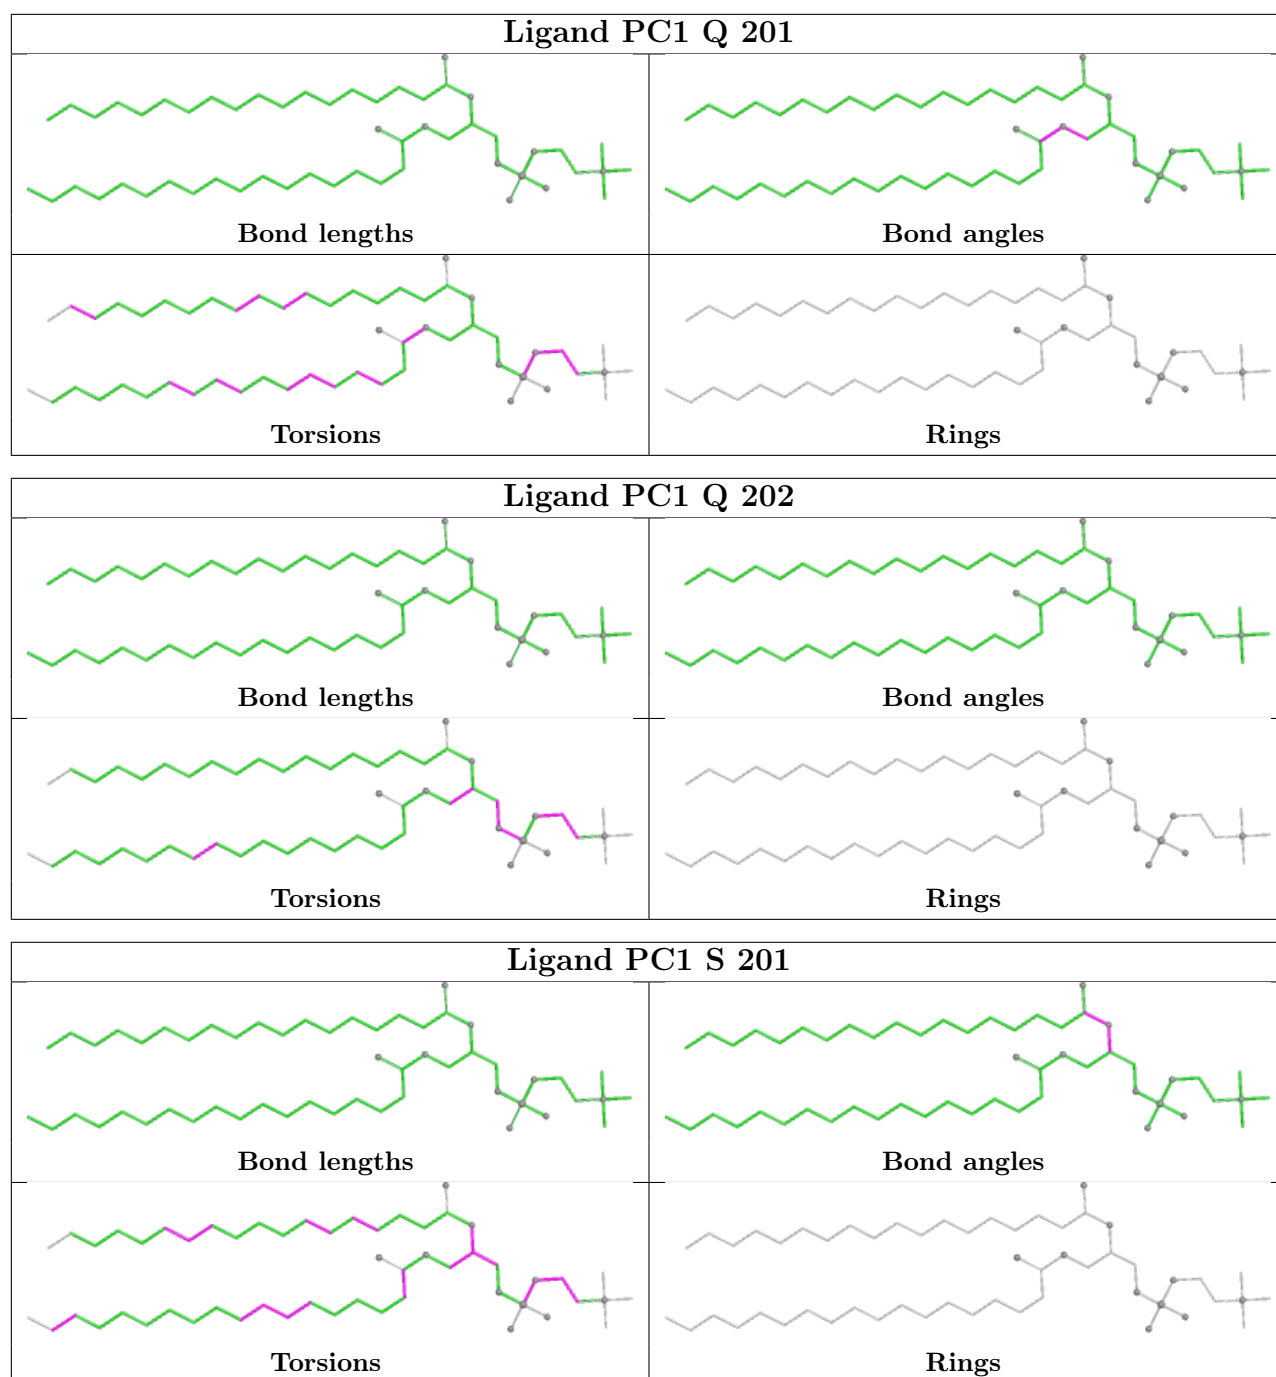 Ligand PC1 Q 201
Bond lengths
Bond angles
Torsions
Rings
Ligand PC1 Q 202
Bond lengths
Bond angles
Torsions
Rings
Ligand PC1 S 201
Bond lengths
Bond angles
Torsions
Rings